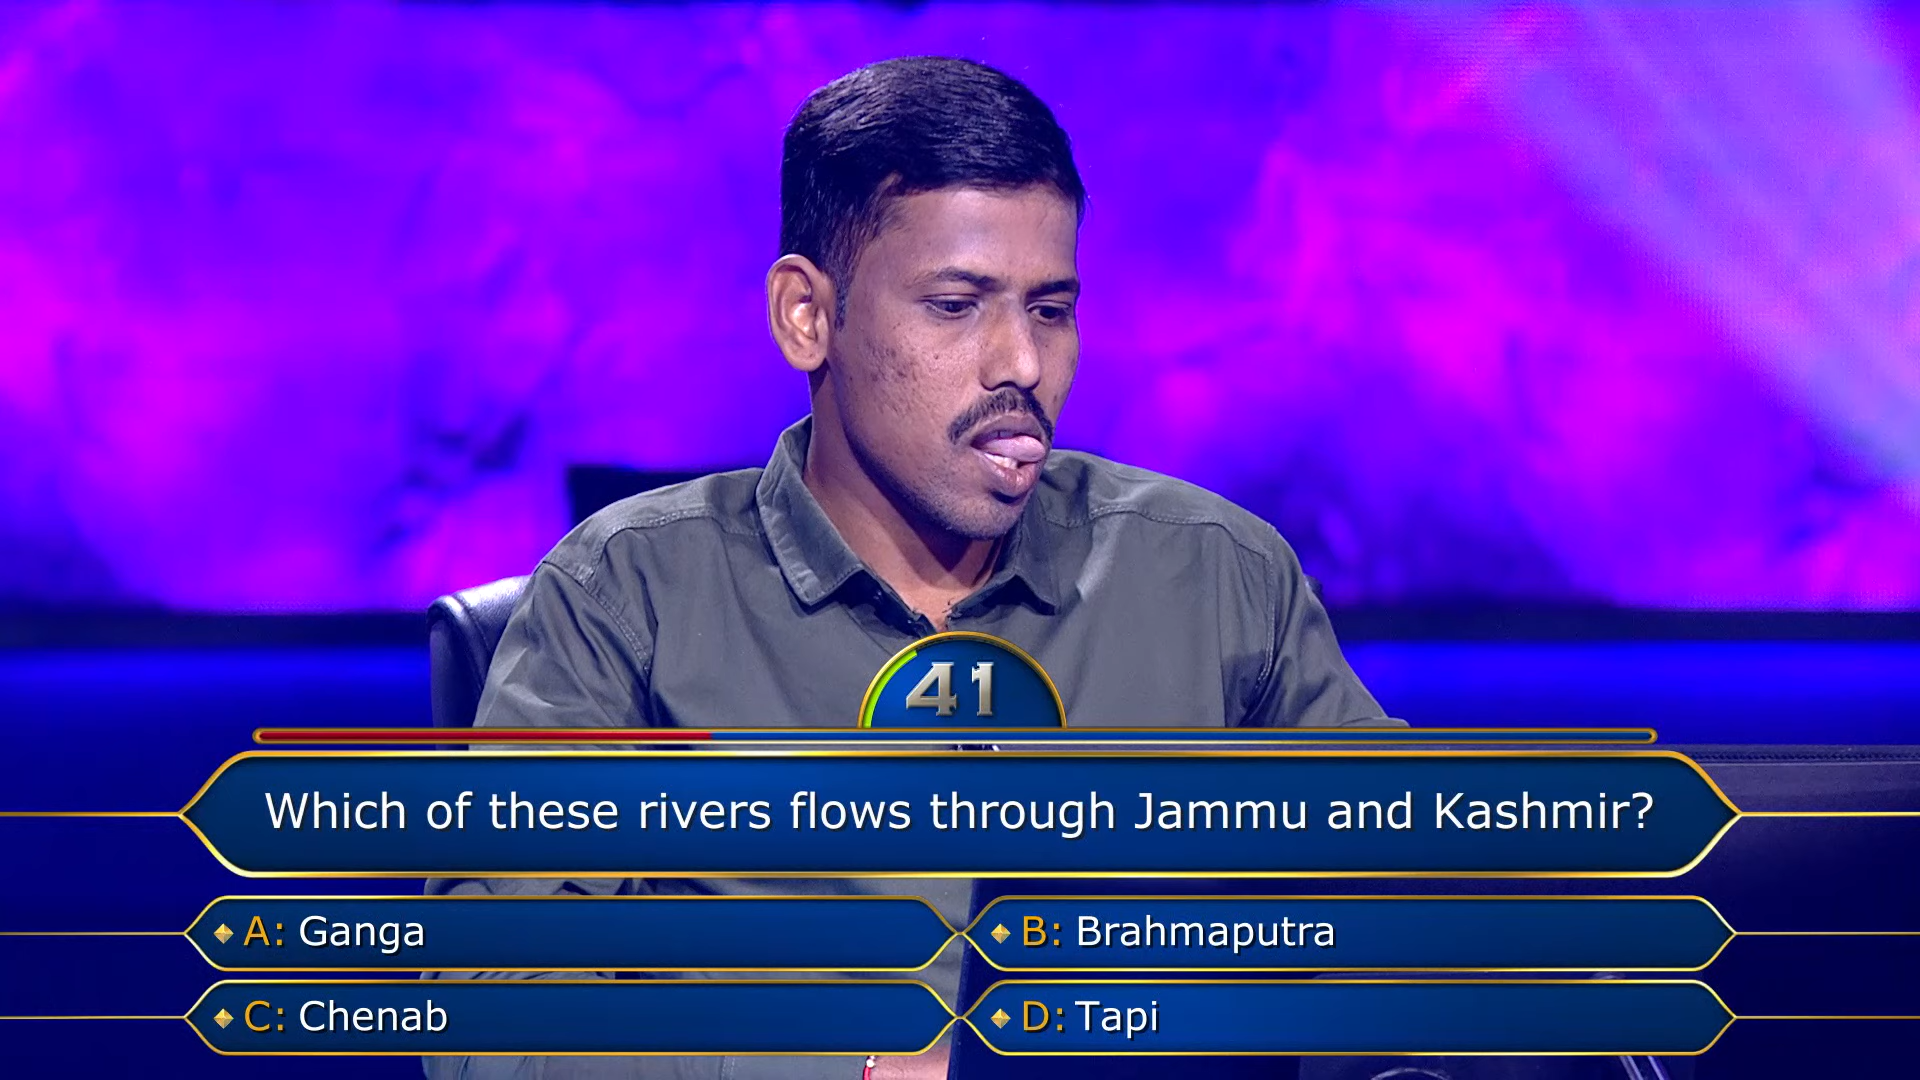 41
Which of these rivers flows through Jammu and Kashmir?
A: Ganga
B: Brahmaputra
C: Chenab
D: Tapi